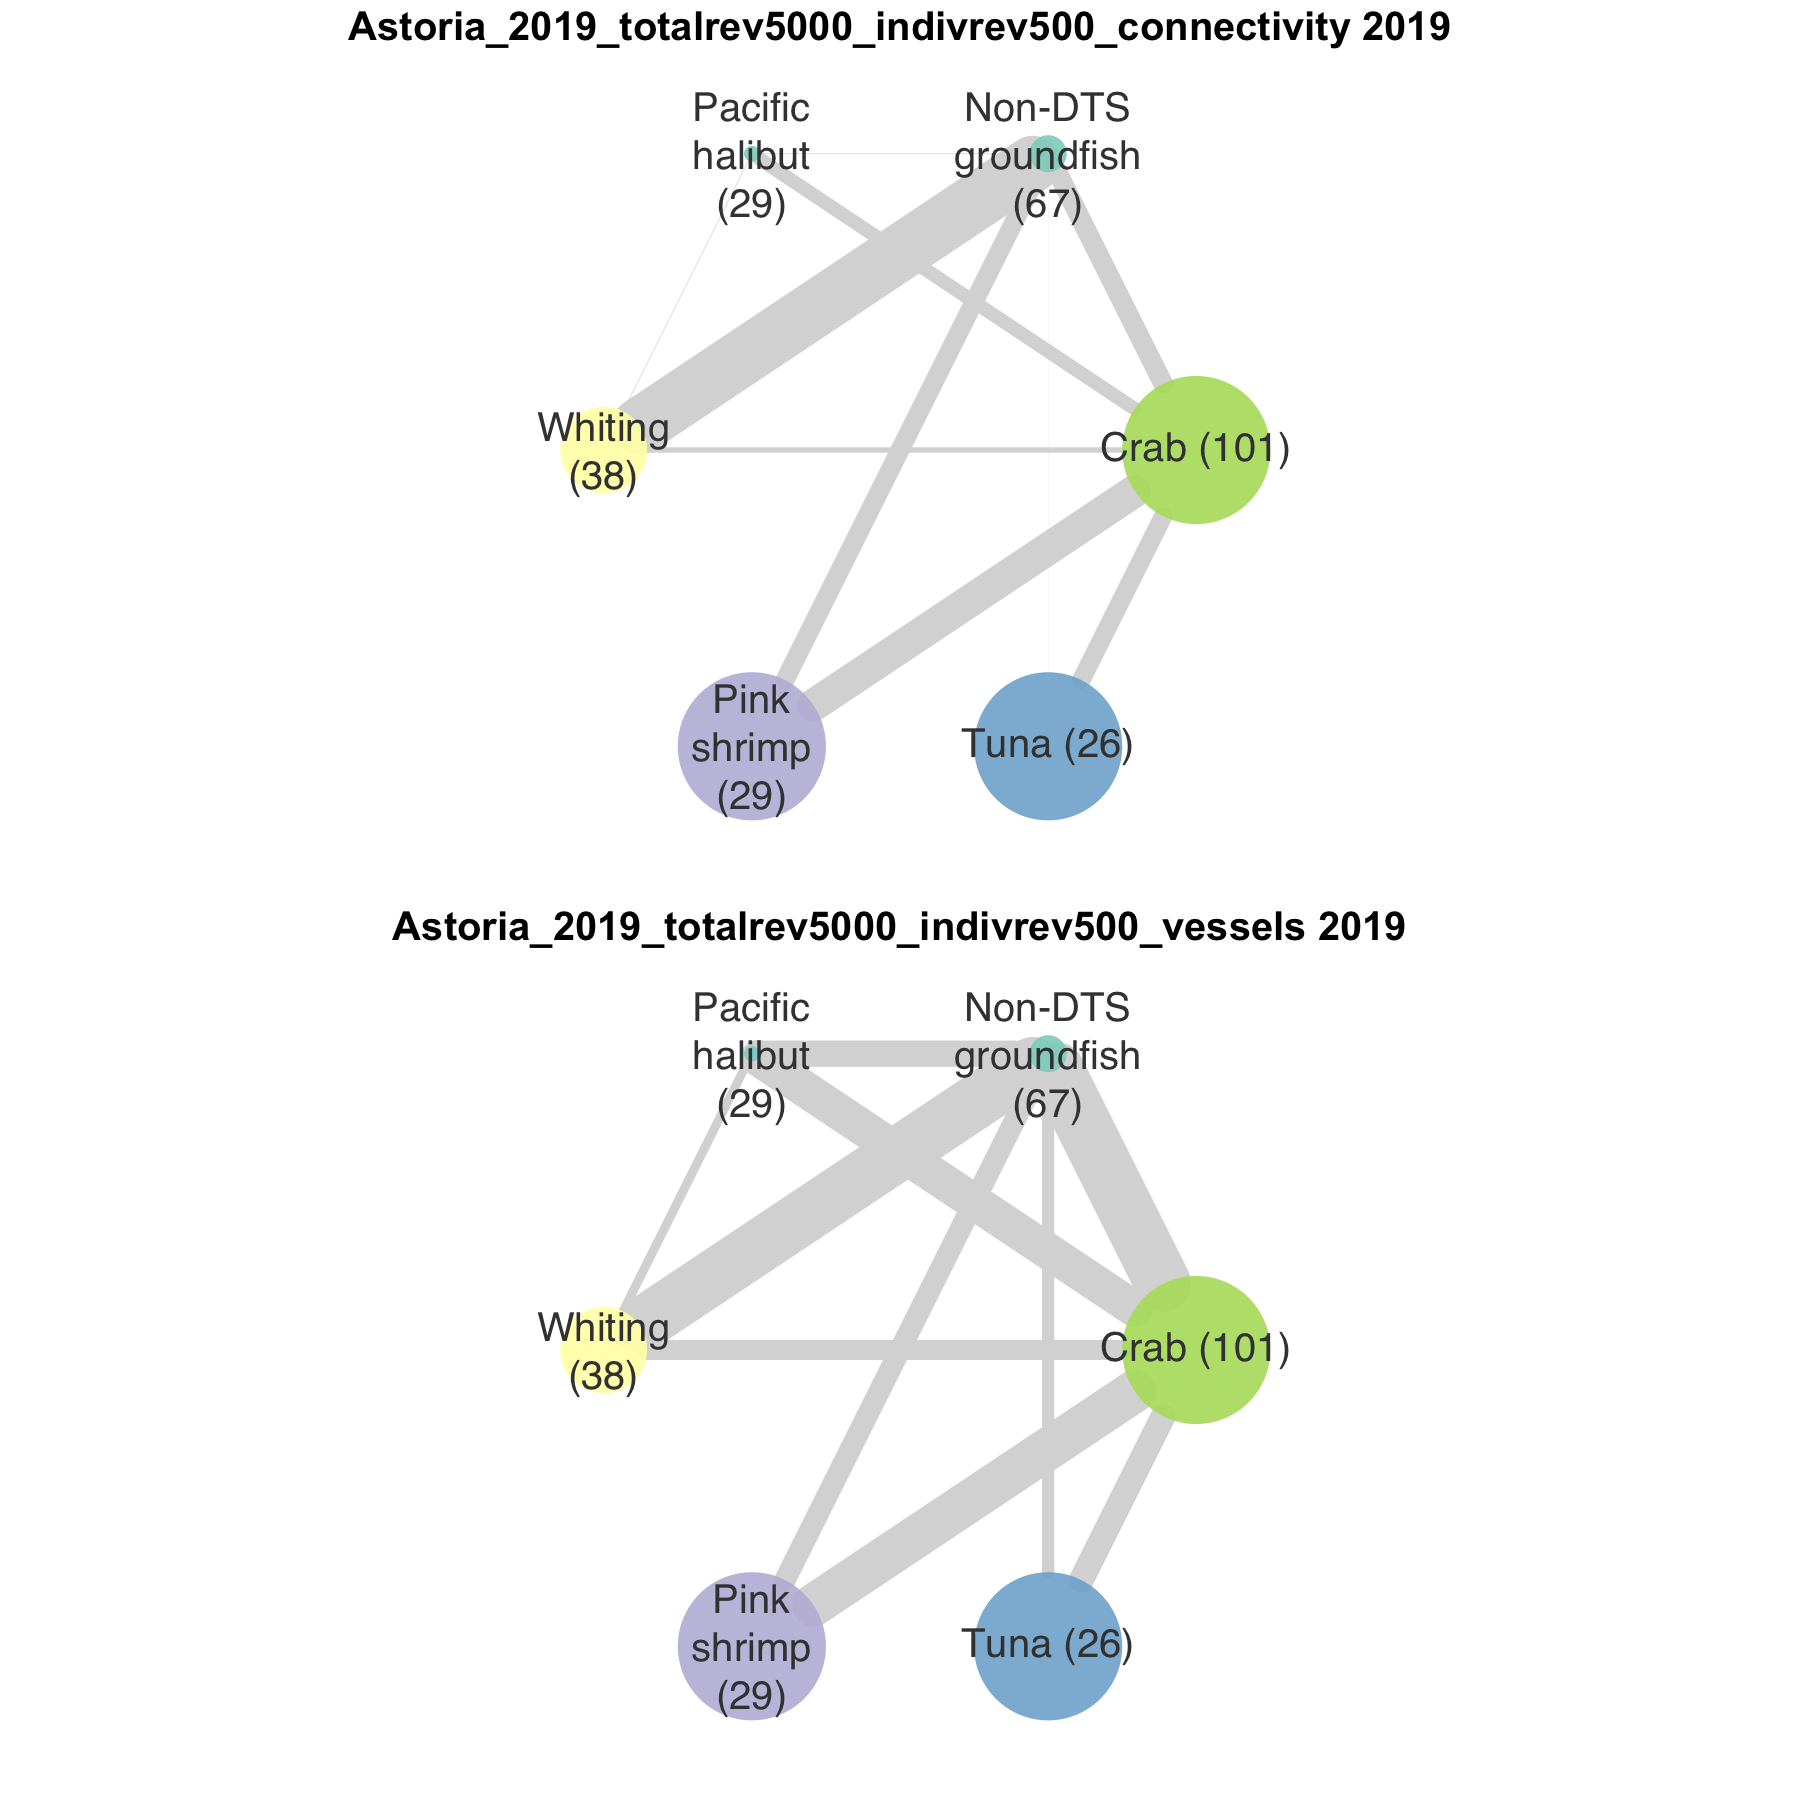 Astoria_2019_totalrev5000_indivrev500_connectivity 2019
Pacific
halibut
(29)
Non-DTS
groundfish
(67)
Whiting
(38)
Crab (101)
Pink
shrimp
(29)
Tuna (26)
Astoria_2019_totalrev5000_indivrev500_vessels 2019
Pacific
halibut
(29)
Non-DTS
groundfish
(67)
Whiting
(38)
Crab (101)
Pink
shrimp
(29)
Tuna (26)